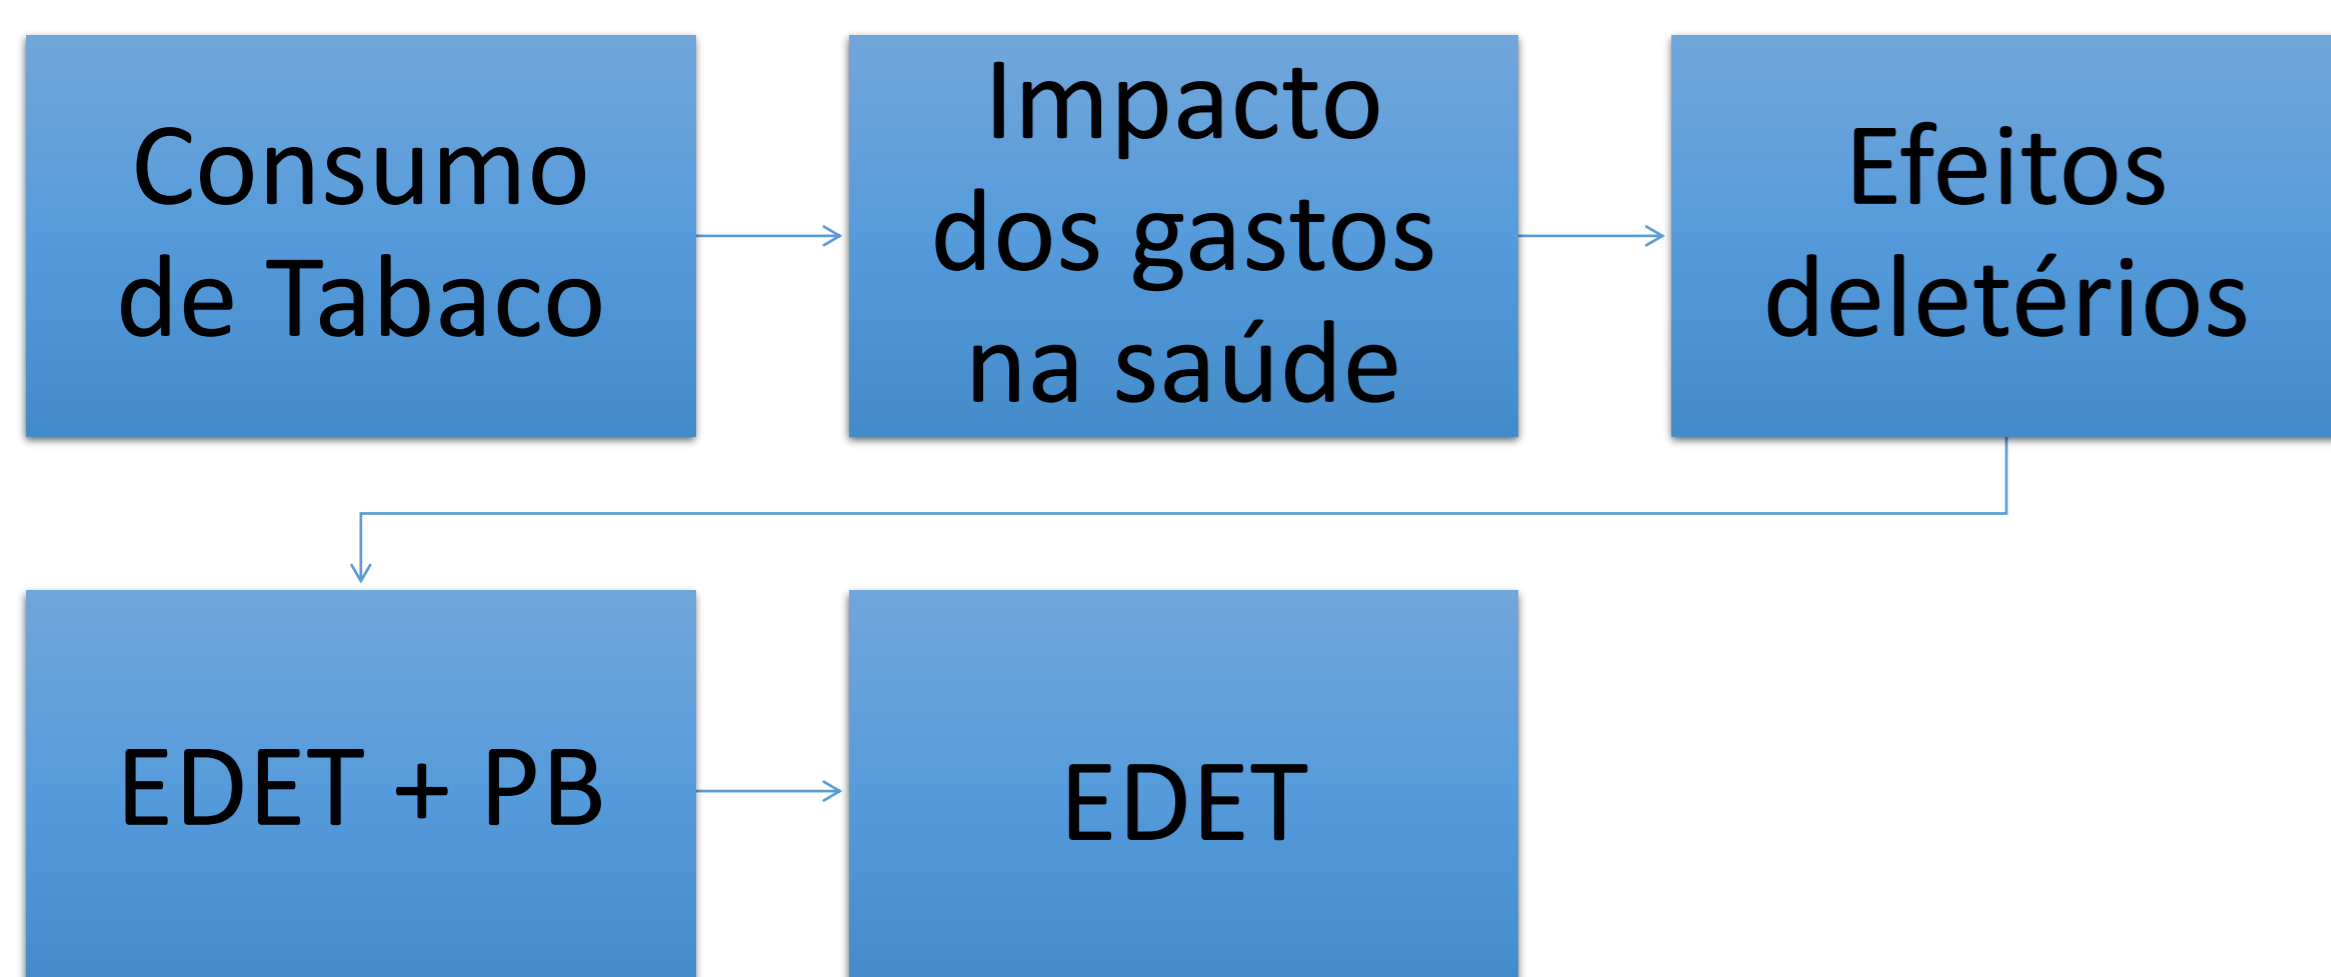 Consumo
de Tabaco
Impacto
dos gastos
na saúde
Efeitos
deletérios
EDET + PB
EDET